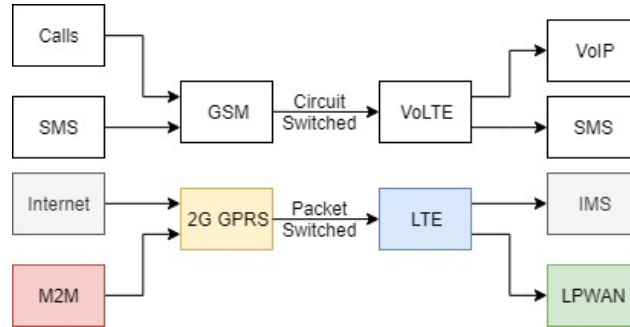 Calls
VoIP
GSM
Circuit
Switched
VoLTE
SMS
SMS
Internet
2G GPRS
Packet
Switched
LTE
IMS
M2M
LPWAN